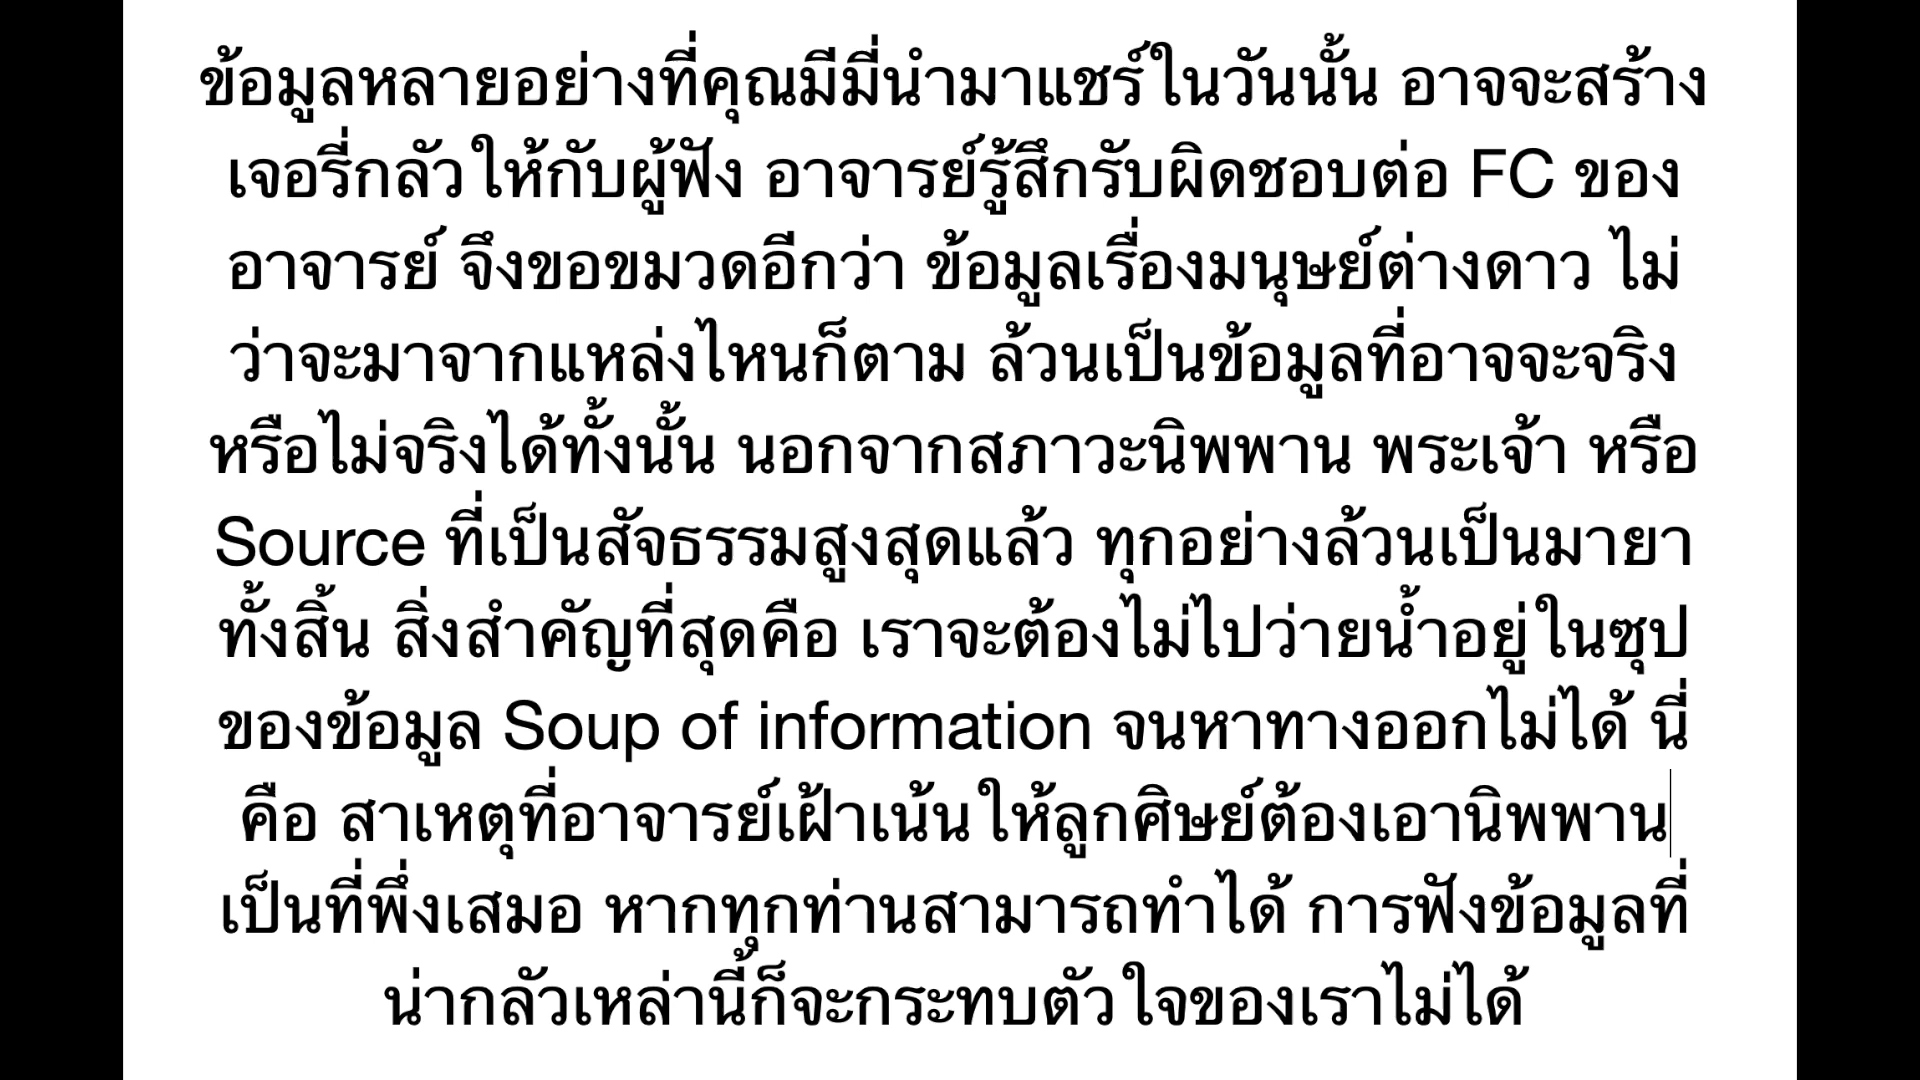 ข้อมูลหลายอย่างที่คุณมีมี่นำมาแชร์ในวันนั้น อาจจะสร้าง
เจอรี่กลัวให้กับผู้ฟัง อาจารย์รู้สึกรับผิดชอบต่อ FC ของ
อาจารย์ จึงขอขมวดอีกว่า ข้อมูลเรื่องมนุษย์ต่างดาว ไม่
ว่าจะมาจากแหล่งไหนก็ตาม ล้วนเป็นข้อมูลที่อาจจะจริง
หรือไม่จริงได้ทั้งนั้น นอกจากสภาวะนิพพาน พระเจ้า หรือ
Source ที่เป็นสัจธรรมสูงสุดแล้ว ทุกอย่างล้วนเป็นมายา
ทั้งสิ้น สิ่งสำคัญที่สุดคือ เราจะต้องไม่ไปว่ายน้ำอยู่ในซุป
ของข้อมูล Soup of information จนหาทางออกไม่ได้ นี่
คือ สาเหตุที่อาจารย์เฝ้าเน้นให้ลูกศิษย์ต้องเอานิพพาน
เป็นที่พึ่งเสมอ หากทุกท่านสามารถทำได้ การฟังข้อมูลที่
น่ากลัวเหล่านี้ก็จะกระทบตัวใจของเราไม่ได้